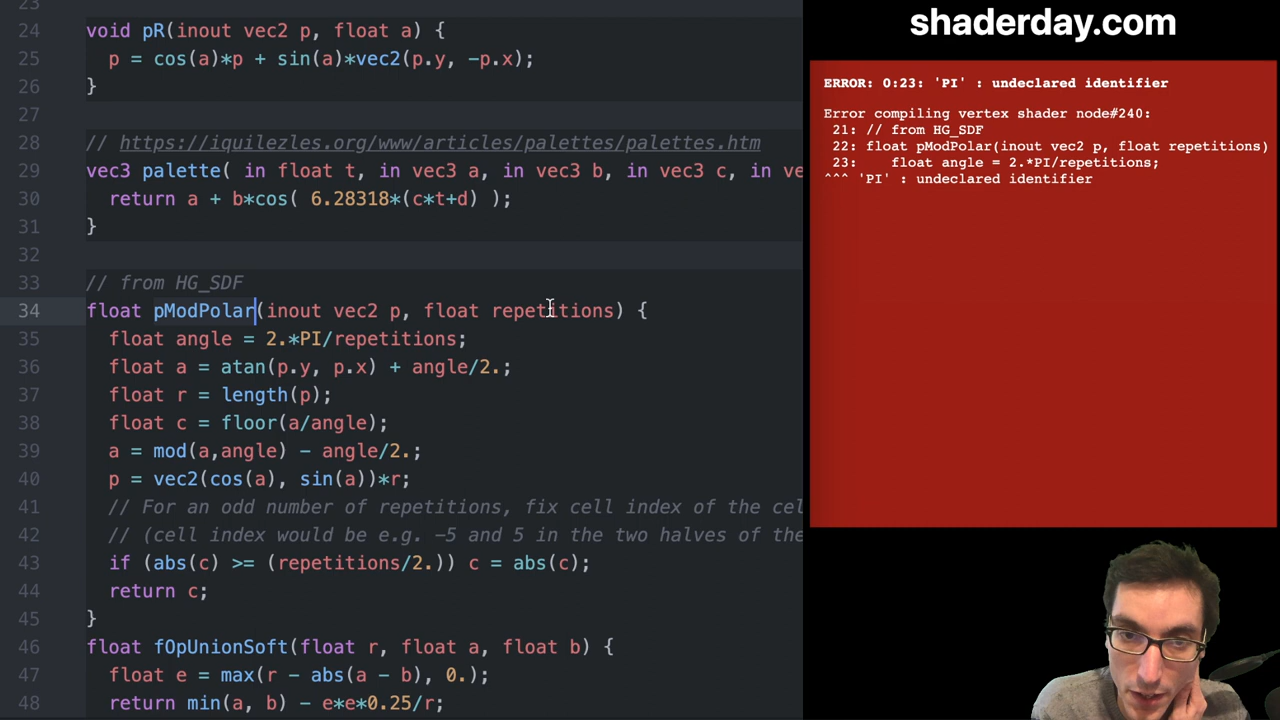 23
24 void pR(inout vec2 p, float a) {
25 p = cos(a)*p + sin(a)*vec2(p.y, -p.x);
26 }
27
28 // https://iquilezles.org/www/articles/palettes/palettes.htm
29 vec3 palette( in float t, in vec3 a, in vec3 b, in vec3 c, in ve
30 return a + b*cos( 6.28318*(c*t+d) );
31 }
32
33 // from HG_SDF
34 float pModPolar(inout vec2 p, float repetitions) {
35 float angle = 2.*PI/repetitions;
36 float a = atan(p.y, p.x) + angle/2.;
37 float r = length(p);
38 float c = floor(a/angle);
39 a = mod(a,angle) - angle/2.;
40 p = vec2(cos(a), sin(a))*r;
41 // For an odd number of repetitions, fix cell index of the cel
42 // (cell index would be e.g. -5 and 5 in the two halves of the
43 if (abs(c) >= (repetitions/2.)) c = abs(c);
44 return c;
45 }
46 float fOpUnionSoft(float r, float a, float b) {
47 float e = max(r - abs(a - b), 0.);
48 return min(a, b) - e*e*0.25/r;
shaderday.com
ERROR: 0:23: 'PI' : undeclared identifier
Error compiling vertex shader node#240:
21: // from HG_SDF
22: float pModPolar(inout vec2 p, float repetitions)
23: float angle = 2.*PI/repetitions;
^^^ 'PI' : undeclared identifier